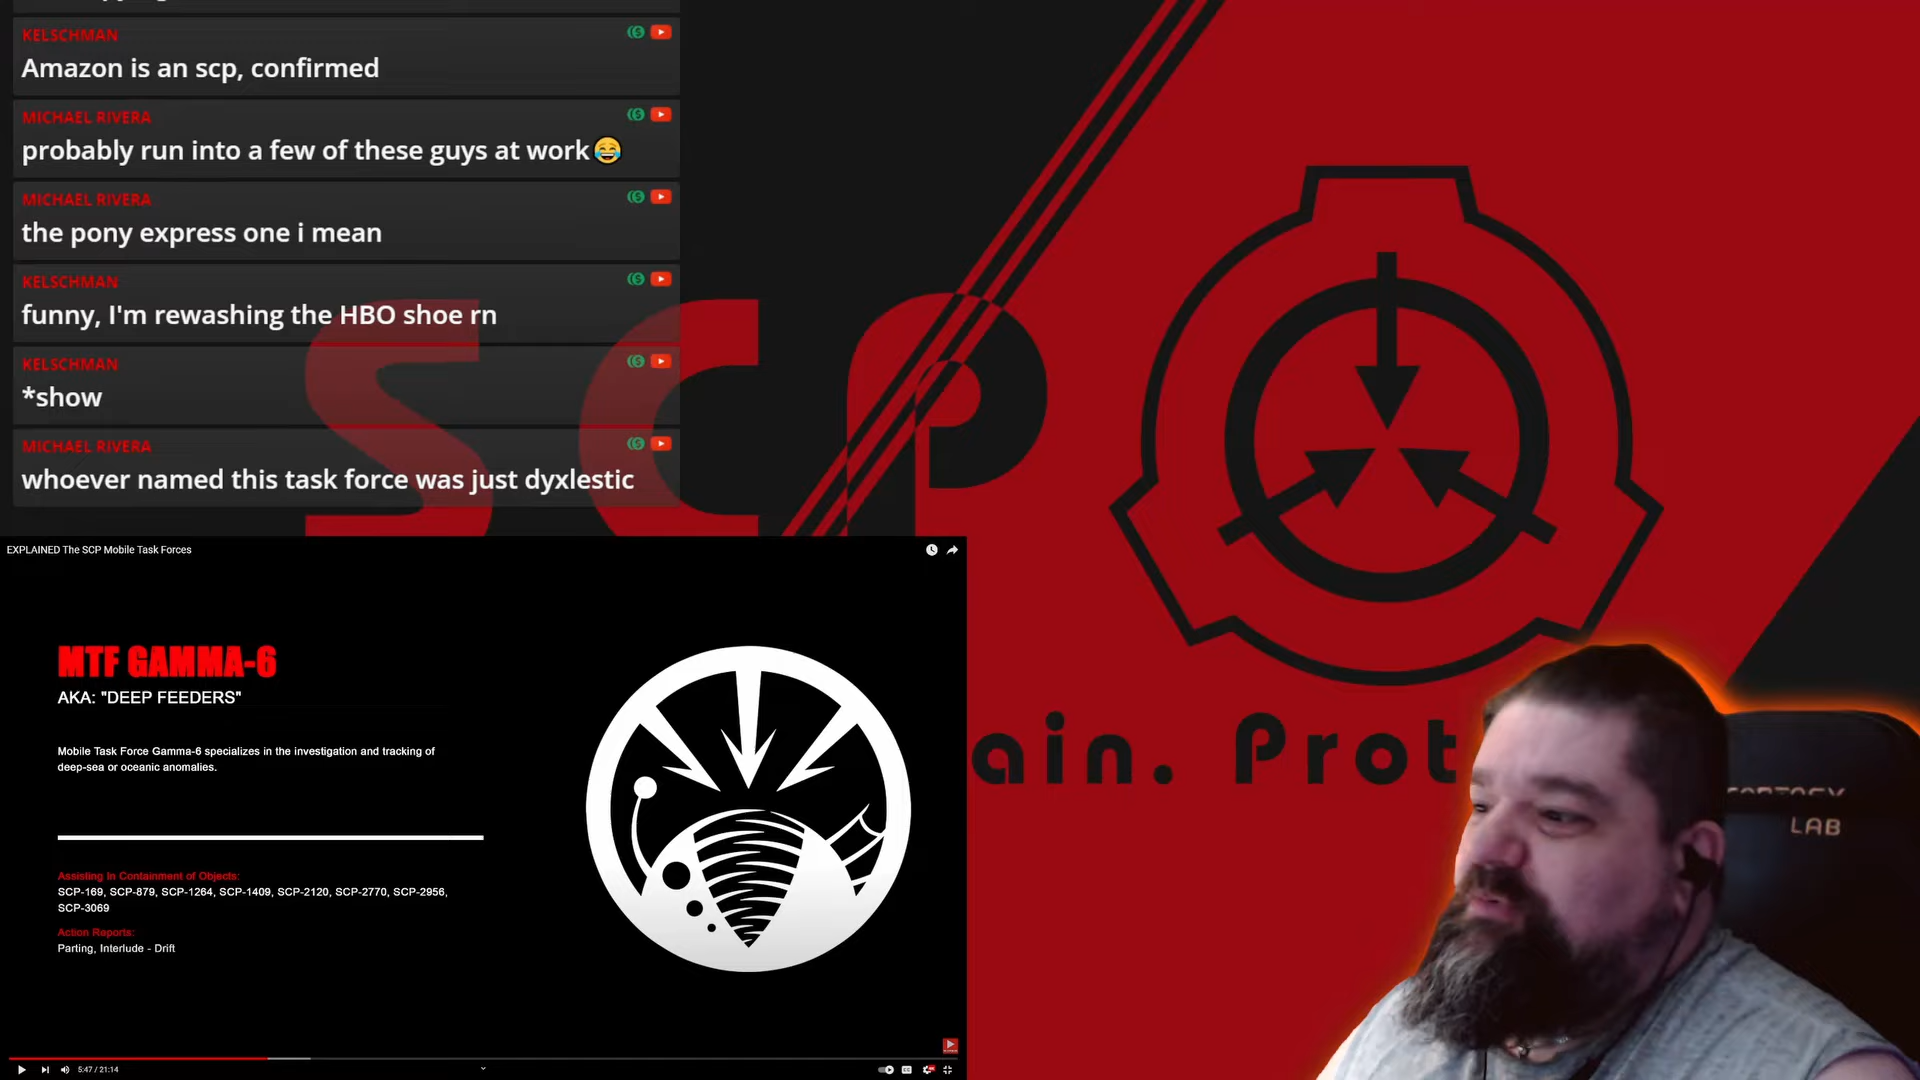 KELSCHMAN
Amazon is an scp, confirmed
MICHAEL RIVERA
probably run into a few of these guys at work😂
MICHAEL RIVERA
the pony express one i mean
KELSCHMAN
funny, I'm rewashing the HBO shoe rn
KELSCHMAN
*show
MICHAEL RIVERA
whoever named this task force was just dyxlestic
SCP
ain. Prot
LAB
EXPLAINED The SCP Mobile Task Forces
MTF GAMMA-6
AKA: "DEEP FEEDERS"
Mobile Task Force Gamma-6 specializes in the investigation and tracking of
deep-sea or oceanic anomalies.
Assisting In Containment of Objects:
SCP-169, SCP-879, SCP-1264, SCP-1409, SCP-2120, SCP-2770, SCP-2956,
SCP-3069
Action Reports:
Parting, Interlude - Drift
5:47 / 21:14